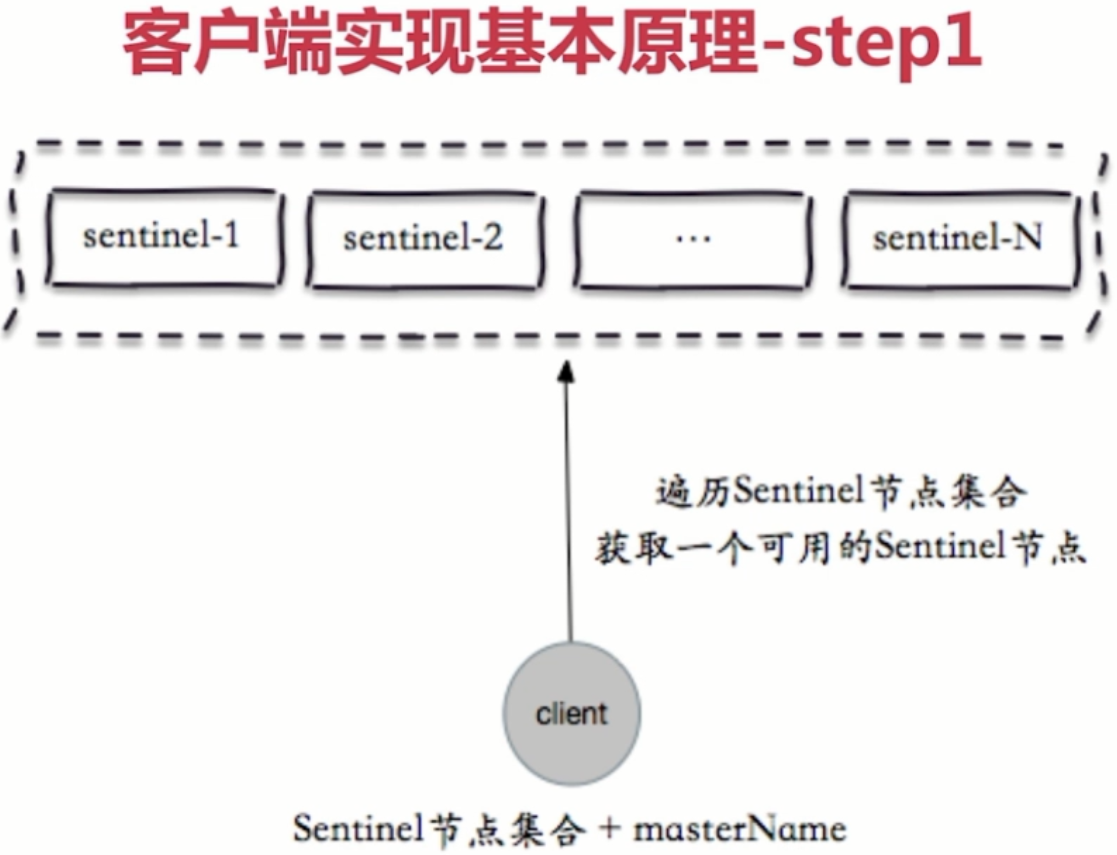 客户端实现基本原理-step1
sentinel-1
sentinel-2
...
sentinel-N
遍历Sentinel节点集合
获取一个可用的Sentinel节点
client
Sentinel节点集合 + masterName